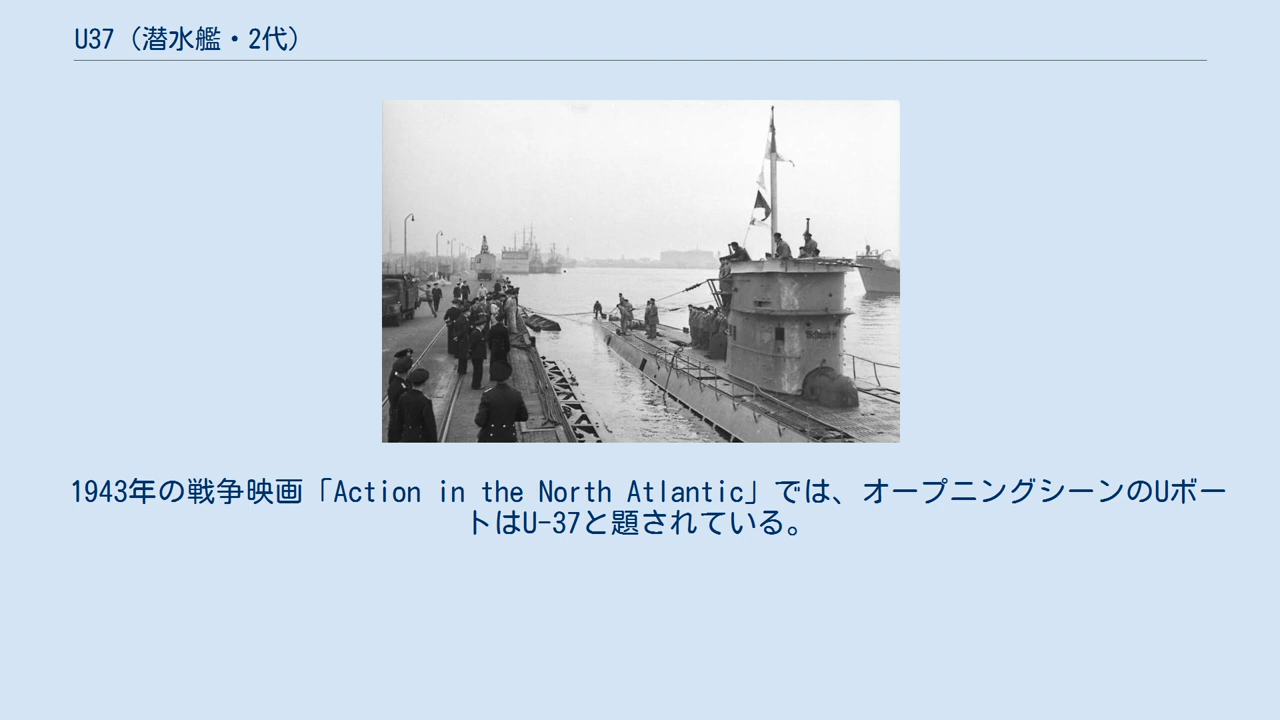 U37（潜水艦・2代）
1943年の戦争映画「Action in the North Atlantic」では、オープニングシーンのUボー
トはU-37と題されている。